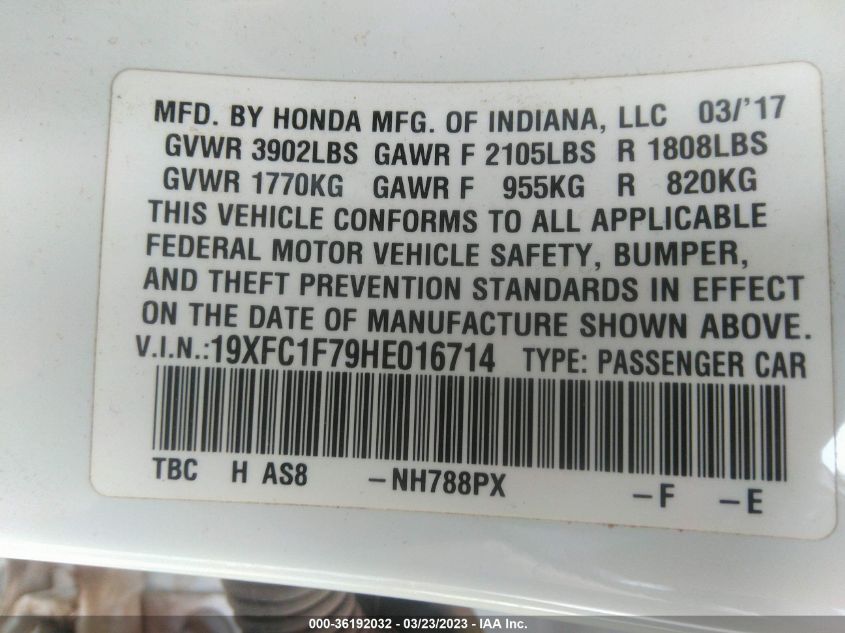 MFD. BY HONDA MFG. OF INDIANA, LLC 03/'17
GVWR 3902LBS GAWR F 2105LBS R 1808LBS
GVWR 1770KG GAWR F 955KG R 820KG
THIS VEHICLE CONFORMS TO ALL APPLICABLE
FEDERAL MOTOR VEHICLE SAFETY, BUMPER,
AND THEFT PREVENTION STANDARDS IN EFFECT
ON THE DATE OF MANUFACTURE SHOWN ABOVE.
V.I.N.:19XFC1F79HE016714 TYPE: PASSENGER CAR
TBC H AS8 -NH788PX -F -E
000-36192032 - 03/23/2023 - IAA Inc.